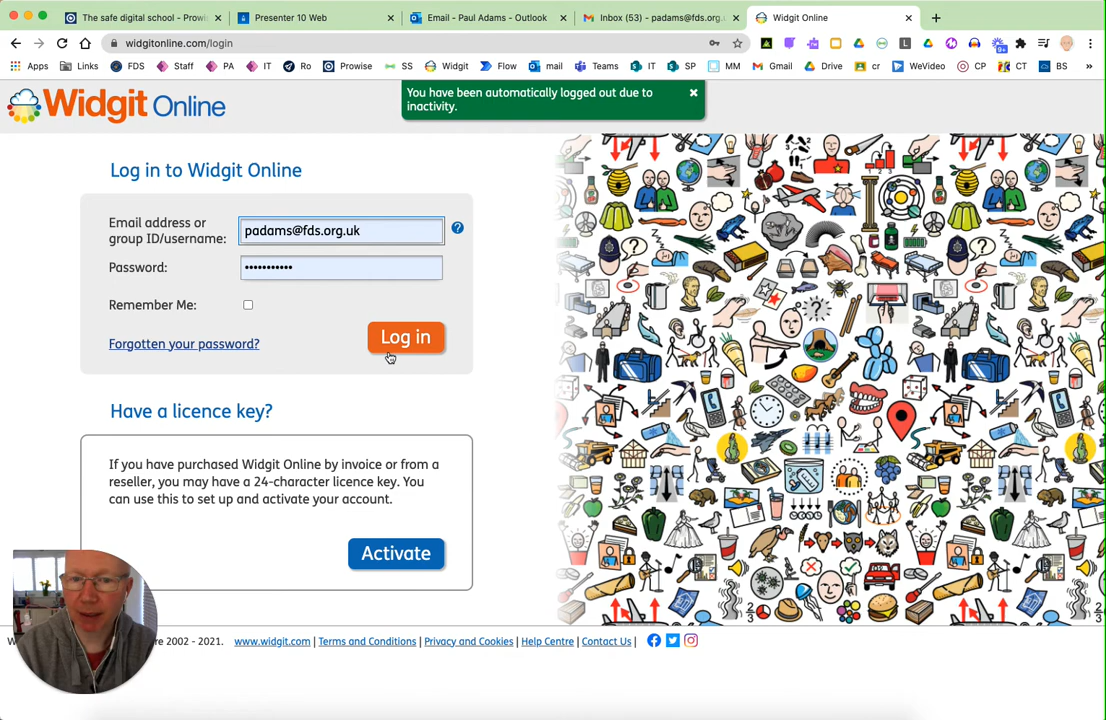 The safe digital school - Prowi
Presenter 10 Web
Email - Paul Adams - Outlook
Inbox (53) - padams@fds.org.u
Widgit Online
widgitonline.com/login
Apps
Links
FDS
Staff
PA
IT
Ro
Prowise
SS
Widgit
Flow
mail
Teams
IT
SP
MM
Gmail
Drive
cr
WeVideo
CP
CT
BS
»
Widgit Online
You have been automatically logged out due to
inactivity.
Log in to Widgit Online
Email address or
group ID/username:
padams@fds.org.uk
?
Password:
•••••••••••
Remember Me:
Forgotten your password?
Log in
Have a licence key?
If you have purchased Widgit Online by invoice or from a
reseller, you may have a 24-character licence key. You
can use this to set up and activate your account.
Activate
re 2002 - 2021. www.widgit.com | Terms and Conditions | Privacy and Cookies | Help Centre | Contact Us |